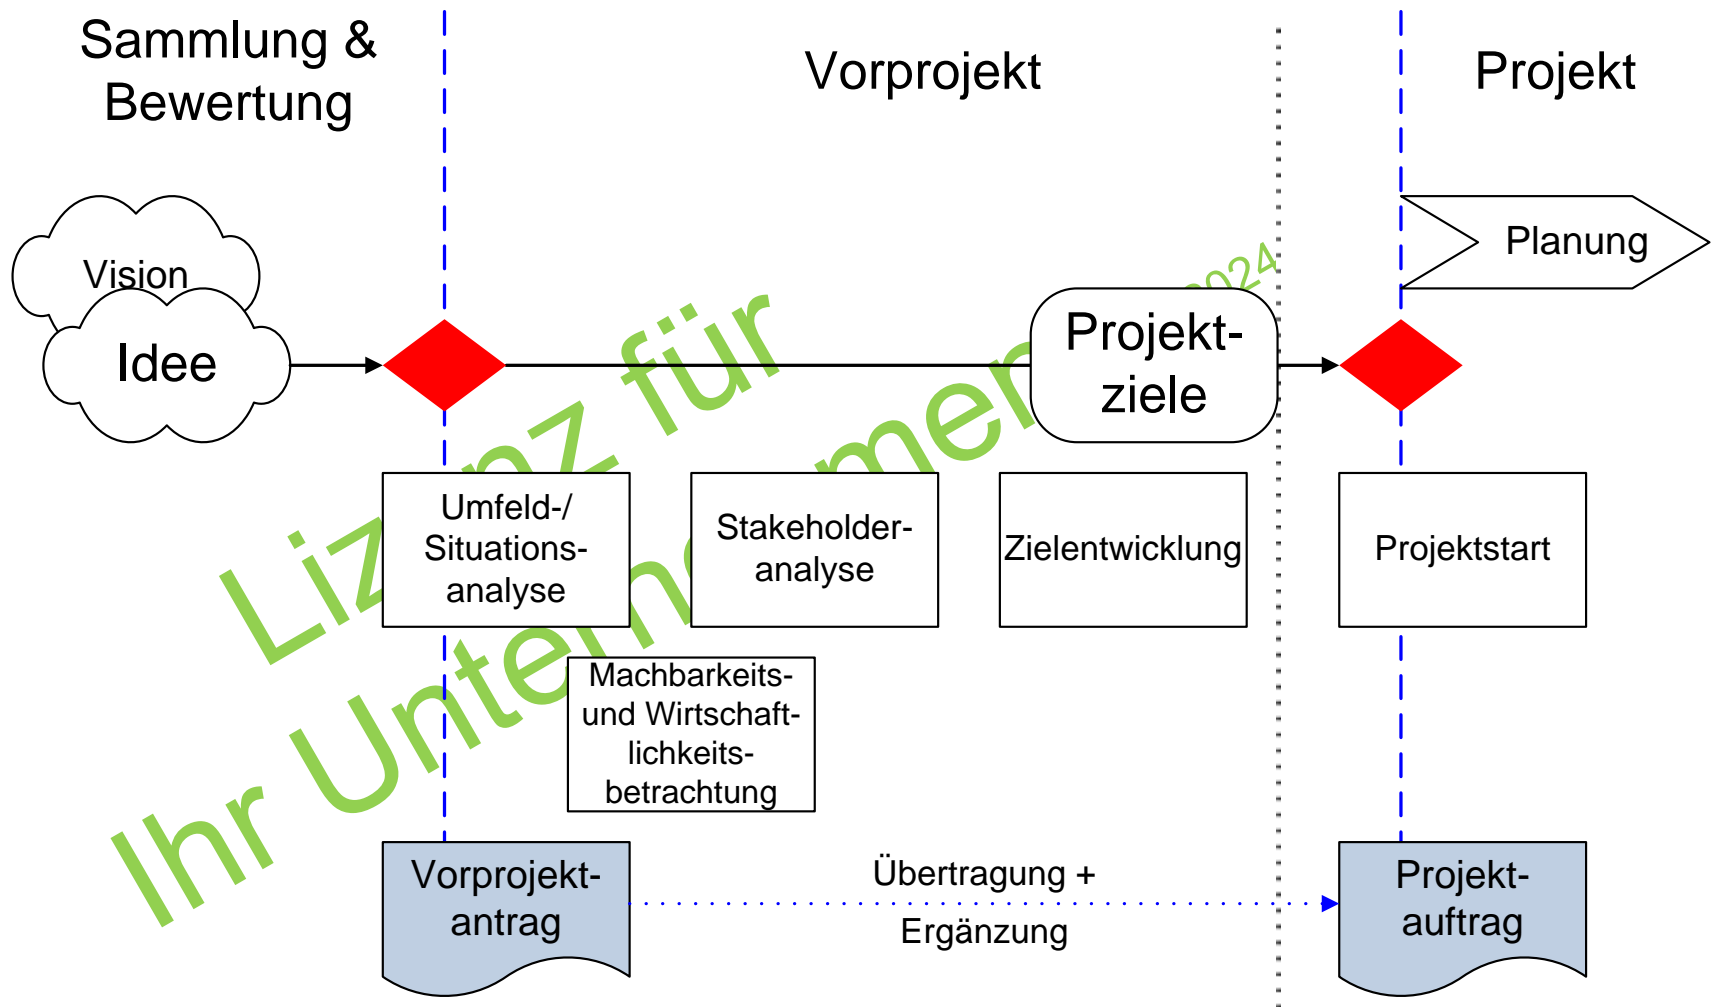 Sammlung &
Bewertung
Vorprojekt
Projekt
Vision
Idee
Projekt-
ziele
Planung
2024
Lizenz für
Umfeld-/
Situations-
analyse
Stakeholder-
analyse
Zielentwicklung
Projektstart
Machbarkeits-
und Wirtschaft-
lichkeits-
betrachtung
Ihr
Vorprojekt-
antrag
Übertragung +
Ergänzung
Projekt-
auftrag